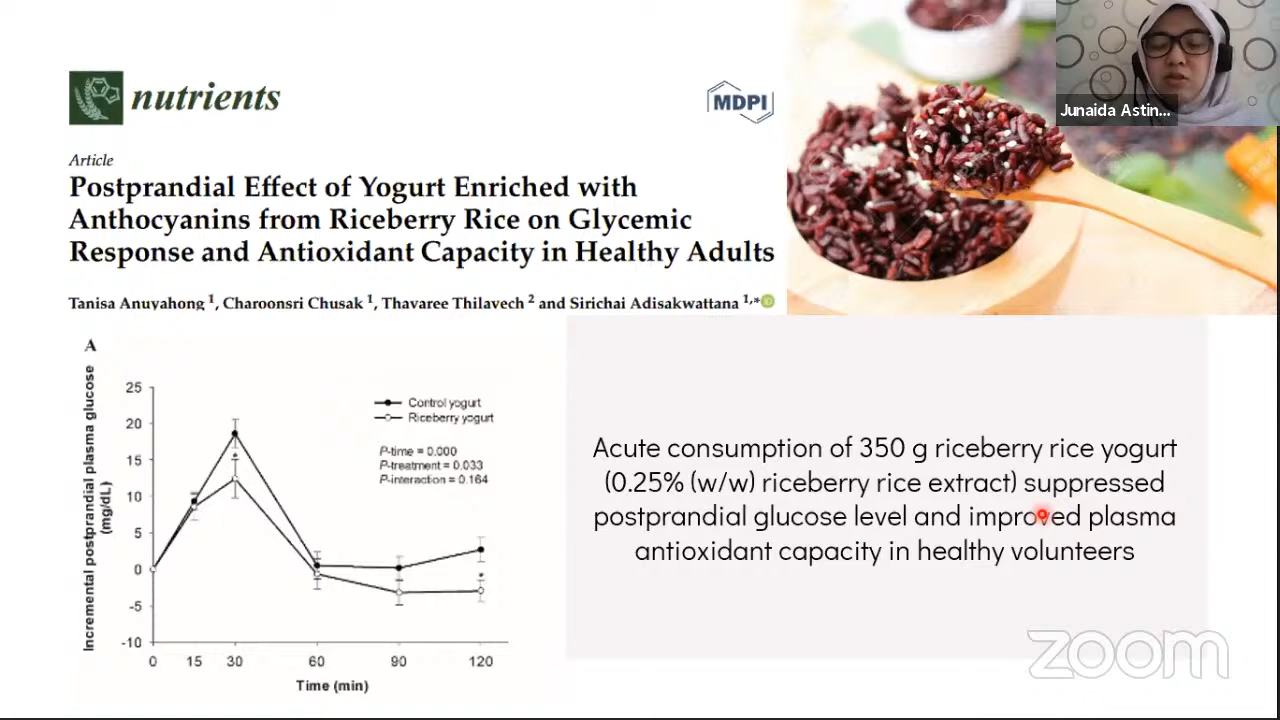 nutrients
MDPI
Junaida Astin...
Article
Postprandial Effect of Yogurt Enriched with
Anthocyanins from Riceberry Rice on Glycemic
Response and Antioxidant Capacity in Healthy Adults
Tanisa Anuyahong 1, Charoonsri Chusak 1, Thavaree Thilavech 2 and Sirichai Adisakwattana 1,*
A
Incremental postprandial plasma glucose
(mg/dL)
25
20
15
10
5
0
-5
-10
Control yogurt
Riceberry yogurt
P-time = 0.000
P-treatment = 0.033
P-interaction = 0.164
*
*
0 15 30 60 90 120
Time (min)
Acute consumption of 350 g riceberry rice yogurt
(0.25% (w/w) riceberry rice extract) suppressed
postprandial glucose level and improved plasma
antioxidant capacity in healthy volunteers
zoom